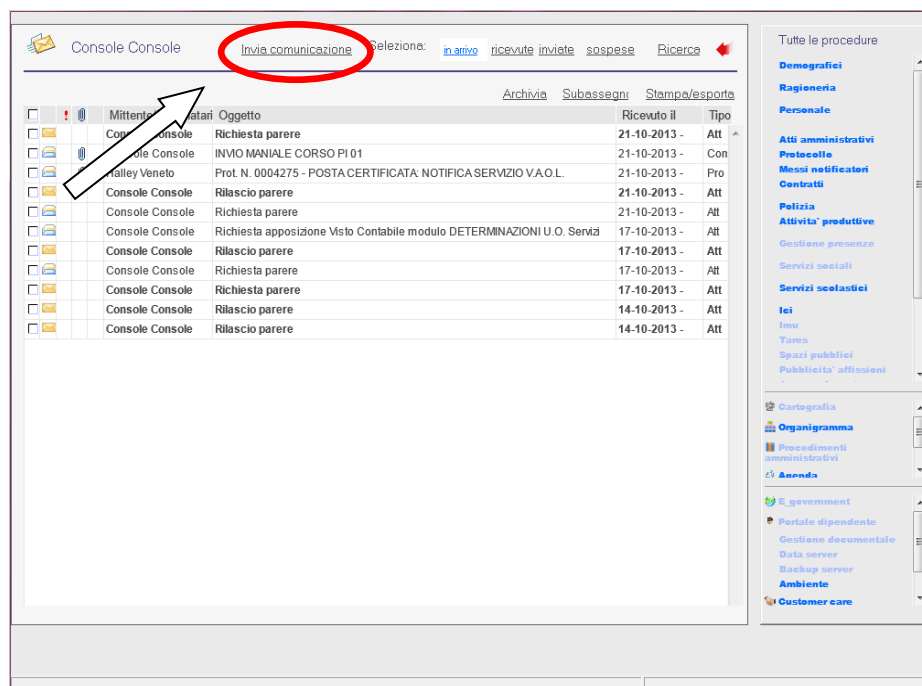 Console Console Invia comunicazione Seleziona: in arrivo ricevute inviate sospese Ricerca
Archivia Subassegn Stampa/esporta
! Mittente atari Oggetto Ricevuto il Tipo
Richiesta parere 21-10-2013 - Att
Console INVIO MANIALE CORSO PI 01 21-10-2013 - Con
Halley Veneto Prot. N. 0004275 - POSTA CERTIFICATA: NOTIFICA SERVIZIO V.A.O.L. 21-10-2013 - Pro
Console Console Rilascio parere 21-10-2013 - Att
Console Console Richiesta parere 21-10-2013 - Att
Console Console Richiesta apposizione Visto Contabile modulo DETERMINAZIONI U.O. Servizi 17-10-2013 - Att
Console Console Rilascio parere 17-10-2013 - Att
Console Console Richiesta parere 17-10-2013 - Att
Console Console Richiesta parere 17-10-2013 - Att
Console Console Rilascio parere 14-10-2013 - Att
Console Console Rilascio parere 14-10-2013 - Att
Tutte le procedure
Demografici
Ragioneria
Personale
Atti amministrativi
Protocollo
Messi notificatori
Contratti
Polizia
Attivita' produttive
Gestione presenze
Servizi sociali
Servizi scolastici
Ici
Imu
Tares
Spazi pubblici
Pubblicita' affissioni
Cartografia
Organigramma
Procedimenti
amministrativi
Agenda
E_government
Portale dipendente
Gestione documentale
Data server
Backup server
Ambiente
Customer care